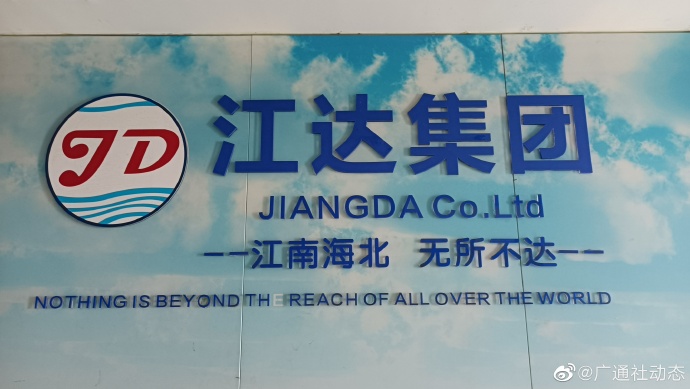 JD
江达集团
JIANGDA Co.Ltd
--江南海北 无所不达--
NOTHING IS BEYOND THE REACH OF ALL OVER THE WORLD
@广通社动态